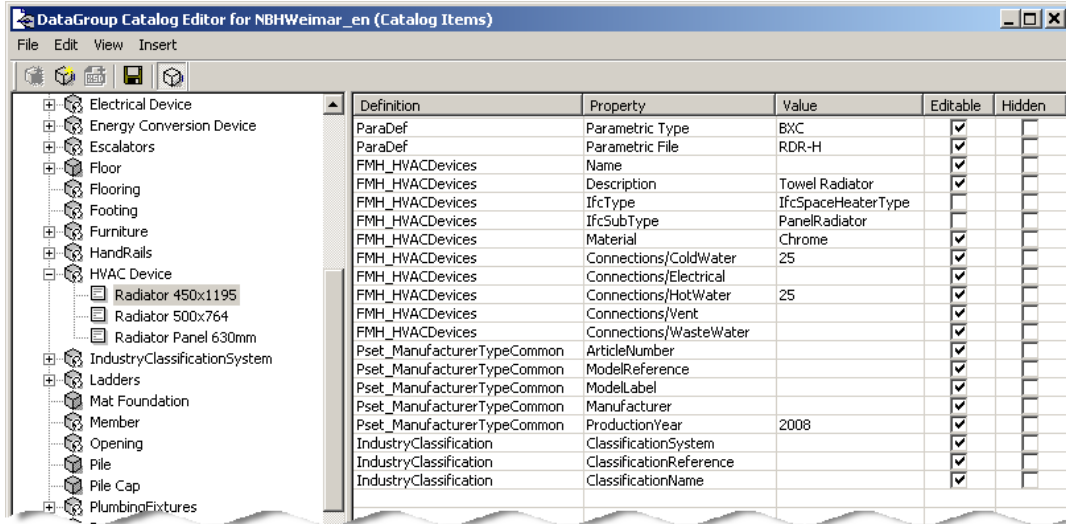 DataGroup Catalog Editor for NBHWeimar_en (Catalog Items)
File Edit View Insert
Electrical Device
Energy Conversion Device
Escalators
Floor
Flooring
Footing
Furniture
HandRails
HVAC Device
Radiator 450x1195
Radiator 500x764
Radiator Panel 630mm
IndustryClassificationSystem
Ladders
Mat Foundation
Member
Opening
Pile
Pile Cap
PlumbingFixtures
Definition Property Value Editable Hidden
ParaDef Parametric Type BXC
ParaDef Parametric File RDR-H
FMH_HVACDevices Name
FMH_HVACDevices Description Towel Radiator
FMH_HVACDevices IfcType IfcSpaceHeaterType
FMH_HVACDevices IfcSubType PanelRadiator
FMH_HVACDevices Material Chrome
FMH_HVACDevices Connections/ColdWater 25
FMH_HVACDevices Connections/Electrical
FMH_HVACDevices Connections/HotWater 25
FMH_HVACDevices Connections/Vent
FMH_HVACDevices Connections/WasteWater
Pset_ManufacturerTypeCommon ArticleNumber
Pset_ManufacturerTypeCommon ModelReference
Pset_ManufacturerTypeCommon ModelLabel
Pset_ManufacturerTypeCommon Manufacturer
Pset_ManufacturerTypeCommon ProductionYear 2008
IndustryClassification ClassificationSystem
IndustryClassification ClassificationReference
IndustryClassification ClassificationName